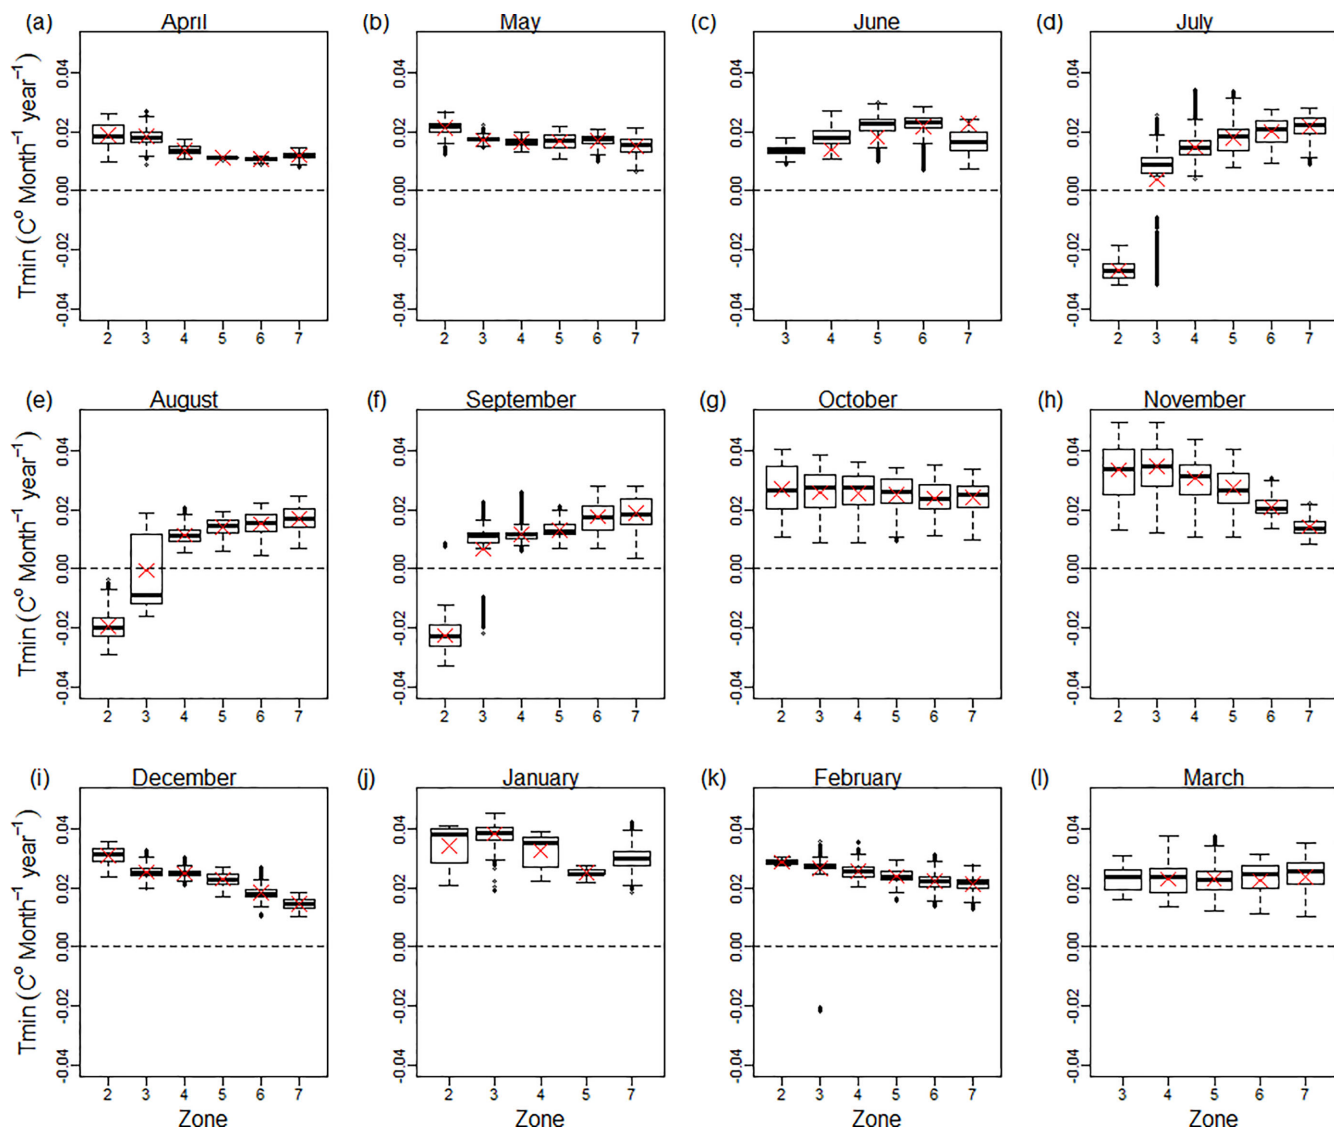 (a) April
(b) May
(c) June
(d) July
Tmin (C° Month⁻¹ year⁻¹)
0.04
0.02
0.00
-0.02
-0.04
2 3 4 5 6 7
0.04
0.02
0.00
-0.02
-0.04
2 3 4 5 6 7
0.04
0.02
0.00
-0.02
-0.04
3 4 5 6 7
0.04
0.02
0.00
-0.02
-0.04
2 3 4 5 6 7
(e) August
(f) September
(g) October
(h) November
Tmin (C° Month⁻¹ year⁻¹)
0.04
0.02
0.00
-0.02
-0.04
2 3 4 5 6 7
0.04
0.02
0.00
-0.02
-0.04
2 3 4 5 6 7
0.04
0.02
0.00
-0.02
-0.04
2 3 4 5 6 7
0.04
0.02
0.00
-0.02
-0.04
2 3 4 5 6 7
(i) December
(j) January
(k) February
(l) March
Tmin (C° Month⁻¹ year⁻¹)
0.04
0.02
0.00
-0.02
-0.04
2 3 4 5 6 7
Zone
0.04
0.02
0.00
-0.02
-0.04
2 3 4 5 7
Zone
0.04
0.02
0.00
-0.02
-0.04
2 3 4 5 6 7
Zone
0.04
0.02
0.00
-0.02
-0.04
3 4 5 6 7
Zone